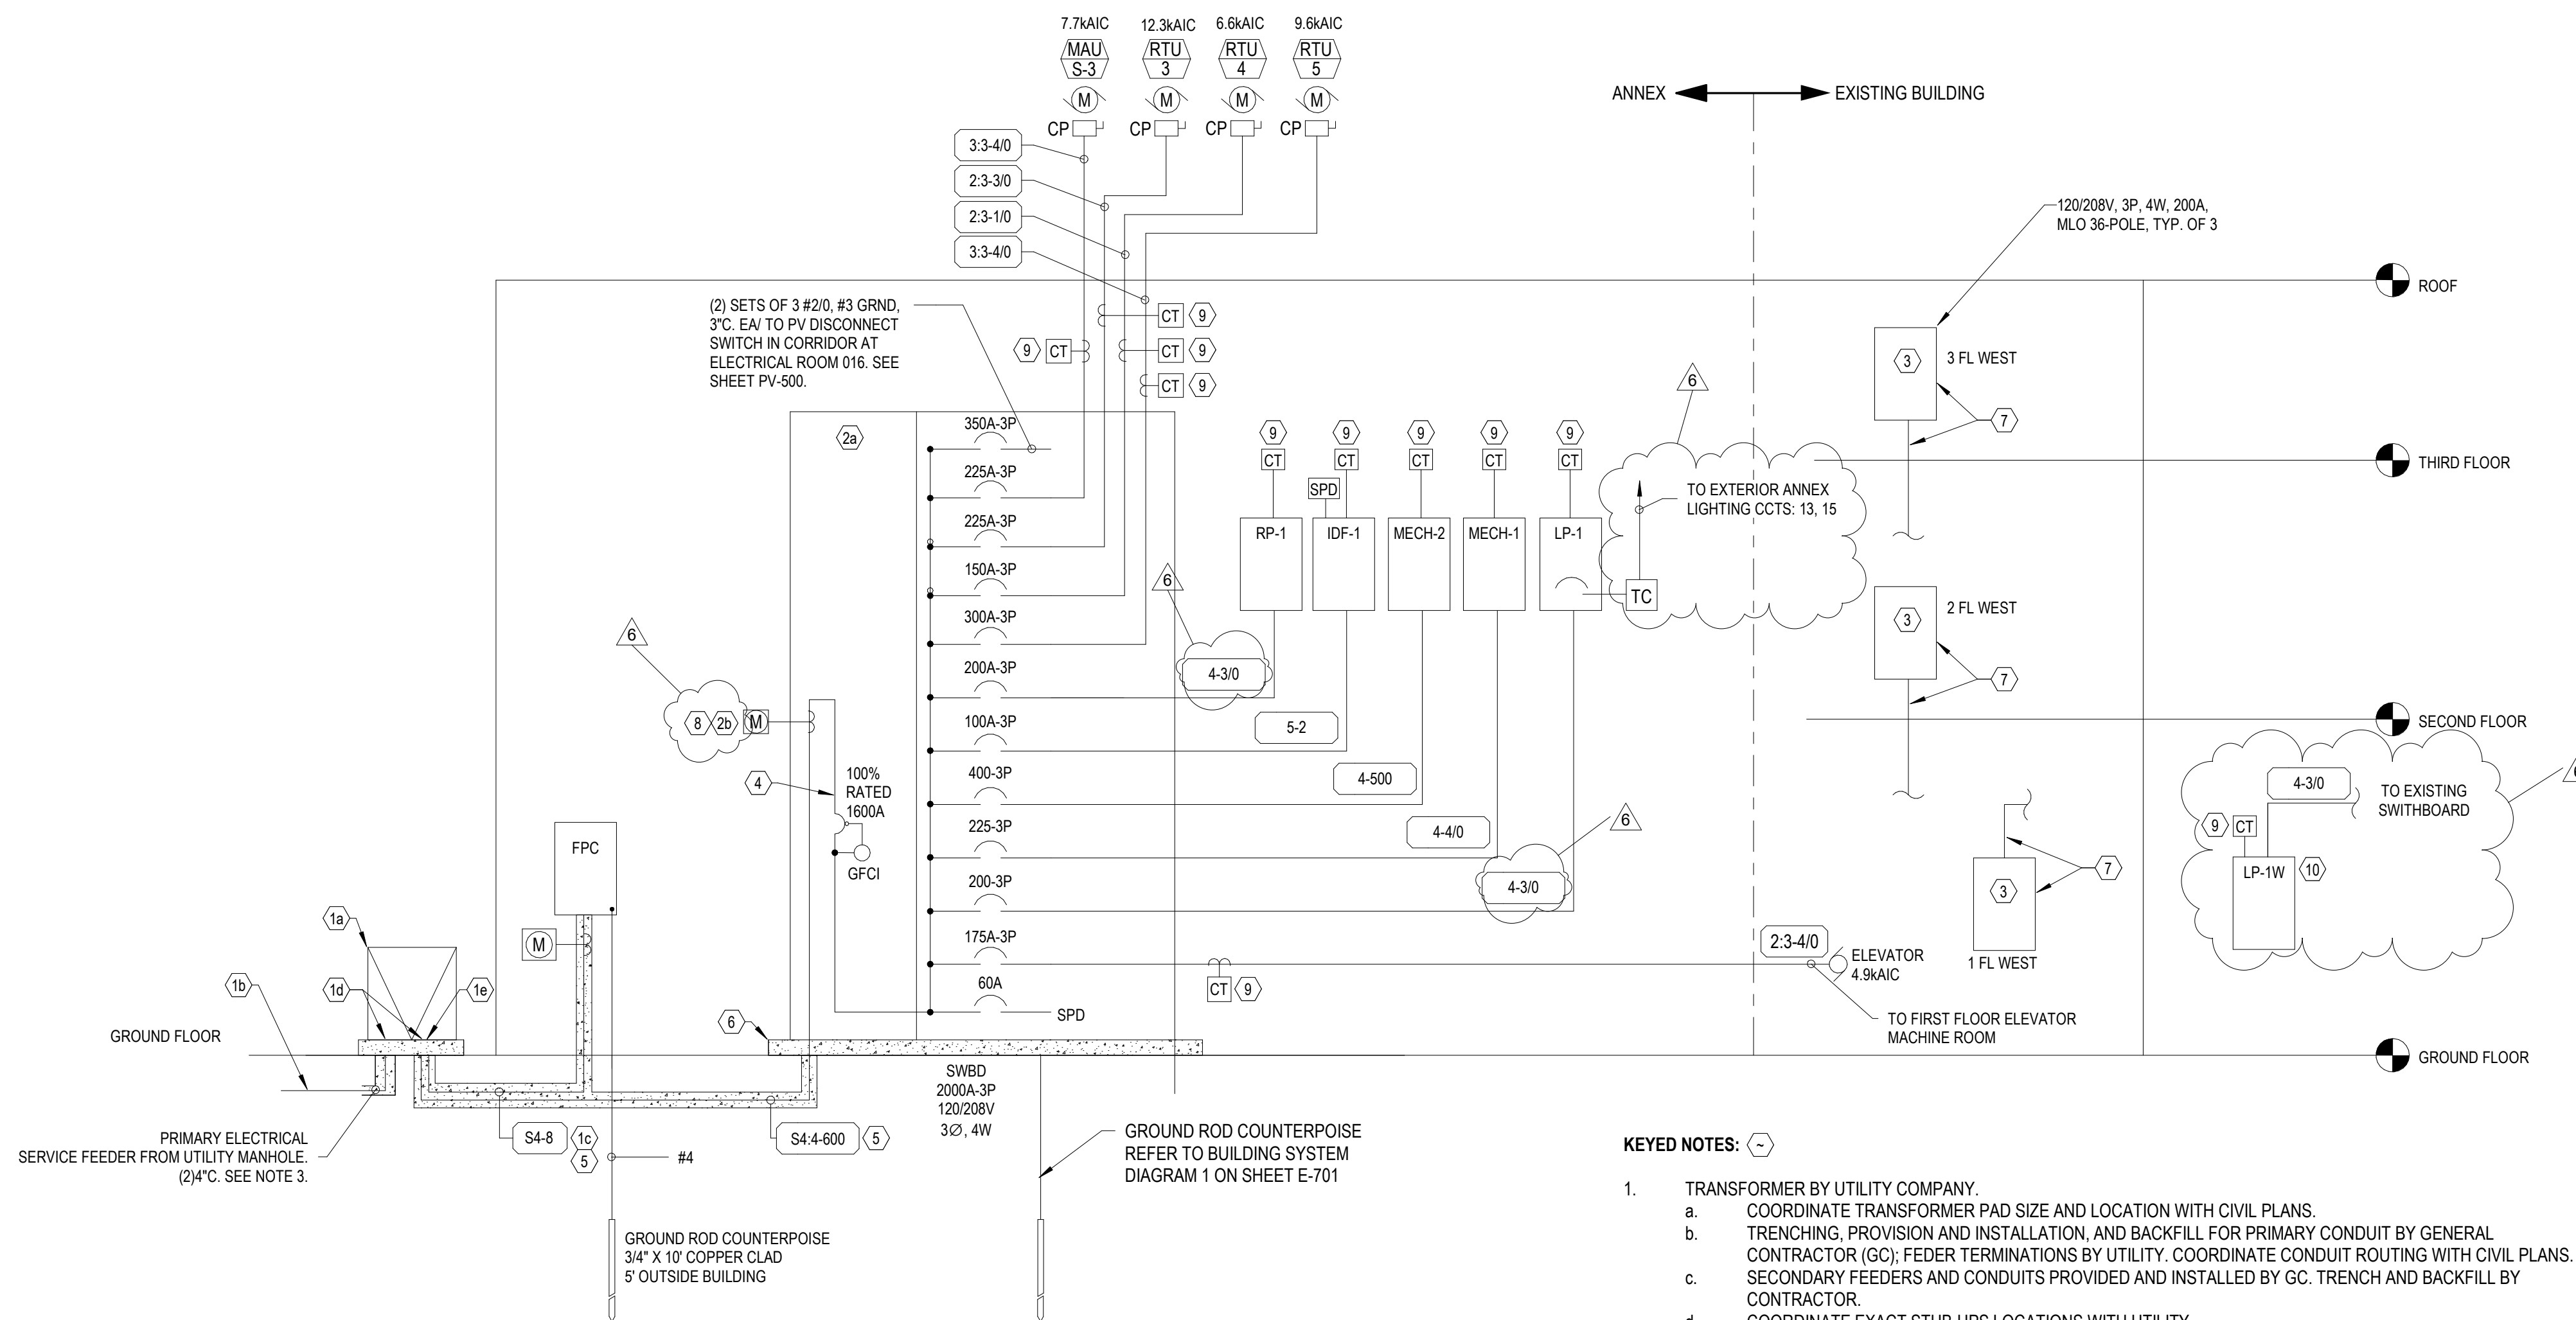 7.7kAIC
12.3kAIC
6.6kAIC
9.6kAIC
MAU
S-3
RTU
3
RTU
4
RTU
5
M
M
M
M
CP
CP
CP
CP
3:3-4/0
2:3-3/0
2:3-1/0
3:3-4/0
ANNEX
EXISTING BUILDING
120/208V, 3P, 4W, 200A,
MLO 36-POLE, TYP. OF 3
ROOF
(2) SETS OF 3 #2/0, #3 GRND,
3"C. EA/ TO PV DISCONNECT
SWITCH IN CORRIDOR AT
ELECTRICAL ROOM 016. SEE
SHEET PV-500.
CT 9
9 CT
CT 9
CT 9
3
3 FL WEST
7
6
2a
350A-3P
225A-3P
225A-3P
150A-3P
300A-3P
200A-3P
100A-3P
400-3P
225-3P
200-3P
175A-3P
60A
SPD
9
9
9
9
9
CT
CT
CT
CT
CT
SPD
RP-1
IDF-1
MECH-2
MECH-1
LP-1
TO EXTERIOR ANNEX
LIGHTING CCTS: 13, 15
TC
THIRD FLOOR
6
4-3/0
5-2
4-500
4-4/0
6
4-3/0
3
2 FL WEST
7
SECOND FLOOR
6
8
2b
M
4
100%
RATED
1600A
GFCI
4-3/0
TO EXISTING
SWITHBOARD
9
CT
LP-1W
10
3
1 FL WEST
7
FPC
M
1a
1b
1d
1e
6
CT 9
2:3-4/0
ELEVATOR
4.9kAIC
TO FIRST FLOOR ELEVATOR
MACHINE ROOM
GROUND FLOOR
GROUND FLOOR
SWBD
2000A-3P
120/208V
3Ø, 4W
PRIMARY ELECTRICAL
SERVICE FEEDER FROM UTILITY MANHOLE.
(2)4"C. SEE NOTE 3.
S4-8
1c
5
#4
S4:4-600
5
GROUND ROD COUNTERPOISE
REFER TO BUILDING SYSTEM
DIAGRAM 1 ON SHEET E-701
GROUND ROD COUNTERPOISE
3/4" X 10' COPPER CLAD
5' OUTSIDE BUILDING
KEYED NOTES: ~
1. TRANSFORMER BY UTILITY COMPANY.
a. COORDINATE TRANSFORMER PAD SIZE AND LOCATION WITH CIVIL PLANS.
b. TRENCHING, PROVISION AND INSTALLATION, AND BACKFILL FOR PRIMARY CONDUIT BY GENERAL
CONTRACTOR (GC); FEDER TERMINATIONS BY UTILITY. COORDINATE CONDUIT ROUTING WITH CIVIL PLANS.
c. SECONDARY FEEDERS AND CONDUITS PROVIDED AND INSTALLED BY GC. TRENCH AND BACKFILL BY
CONTRACTOR.
d. COORDINATE EXACT STUB-UPS LOCATIONS WITH UTILITY